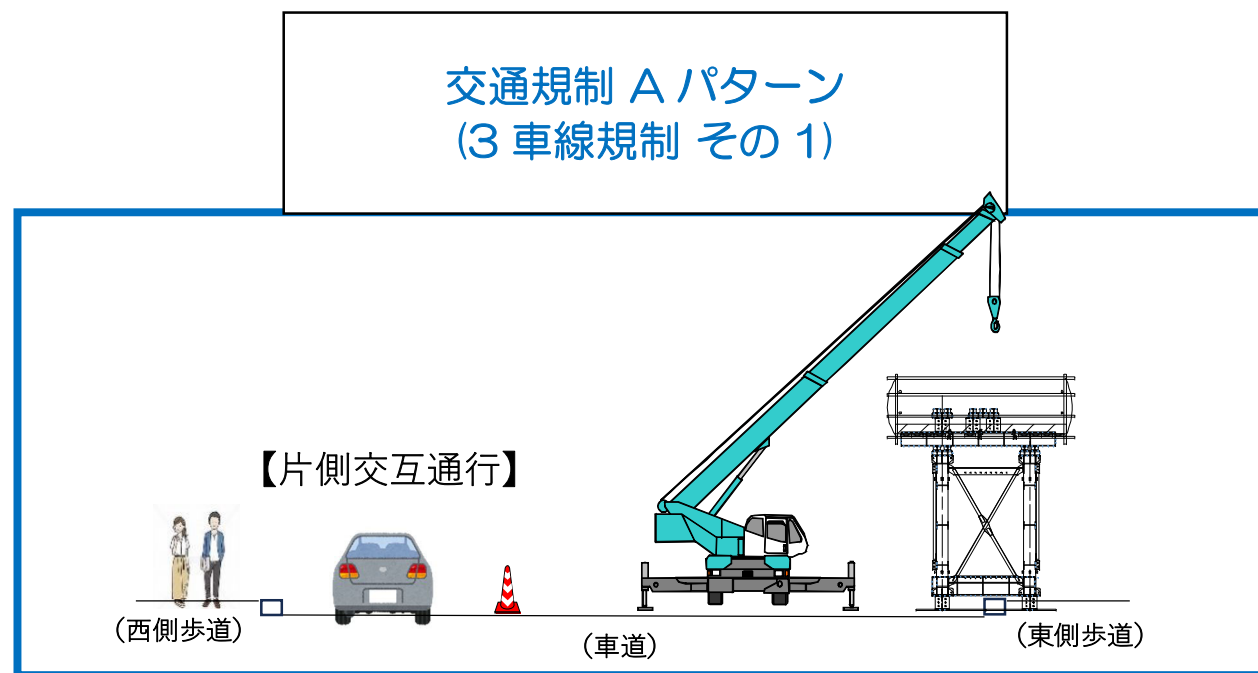 交通規制 A パターン
(3 車線規制 その 1)
【片側交互通行】
(西側歩道)
(車道)
(東側歩道)